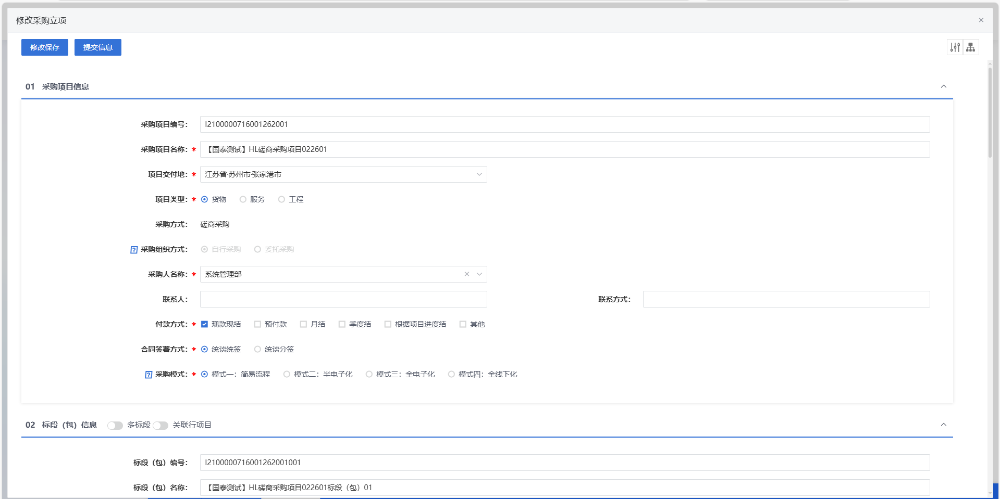 修改采购立项
修改保存 提交信息
01 采购项目信息
采购项目编号： I2100000716001262001
采购项目名称： * 【国泰测试】HL磋商采购项目022601
项目交付地： * 江苏省·苏州市·张家港市
项目类型： * 货物 服务 工程
采购方式： 磋商采购
? 采购组织方式： 自行采购 委托采购
采购人名称： * 系统管理部
联系人： 联系方式：
付款方式： * 现款现结 预付款 月结 季度结 根据项目进度结 其他
合同签署方式： * 统谈统签 统谈分签
? 采购模式： * 模式一：简易流程 模式二：半电子化 模式三：全电子化 模式四：全线下化
02 标段（包）信息 多标段 关联行项目
标段（包）编号： I2100000716001262001001
标段（包）名称： 【国泰测试】HL磋商采购项目022601标段（包）01